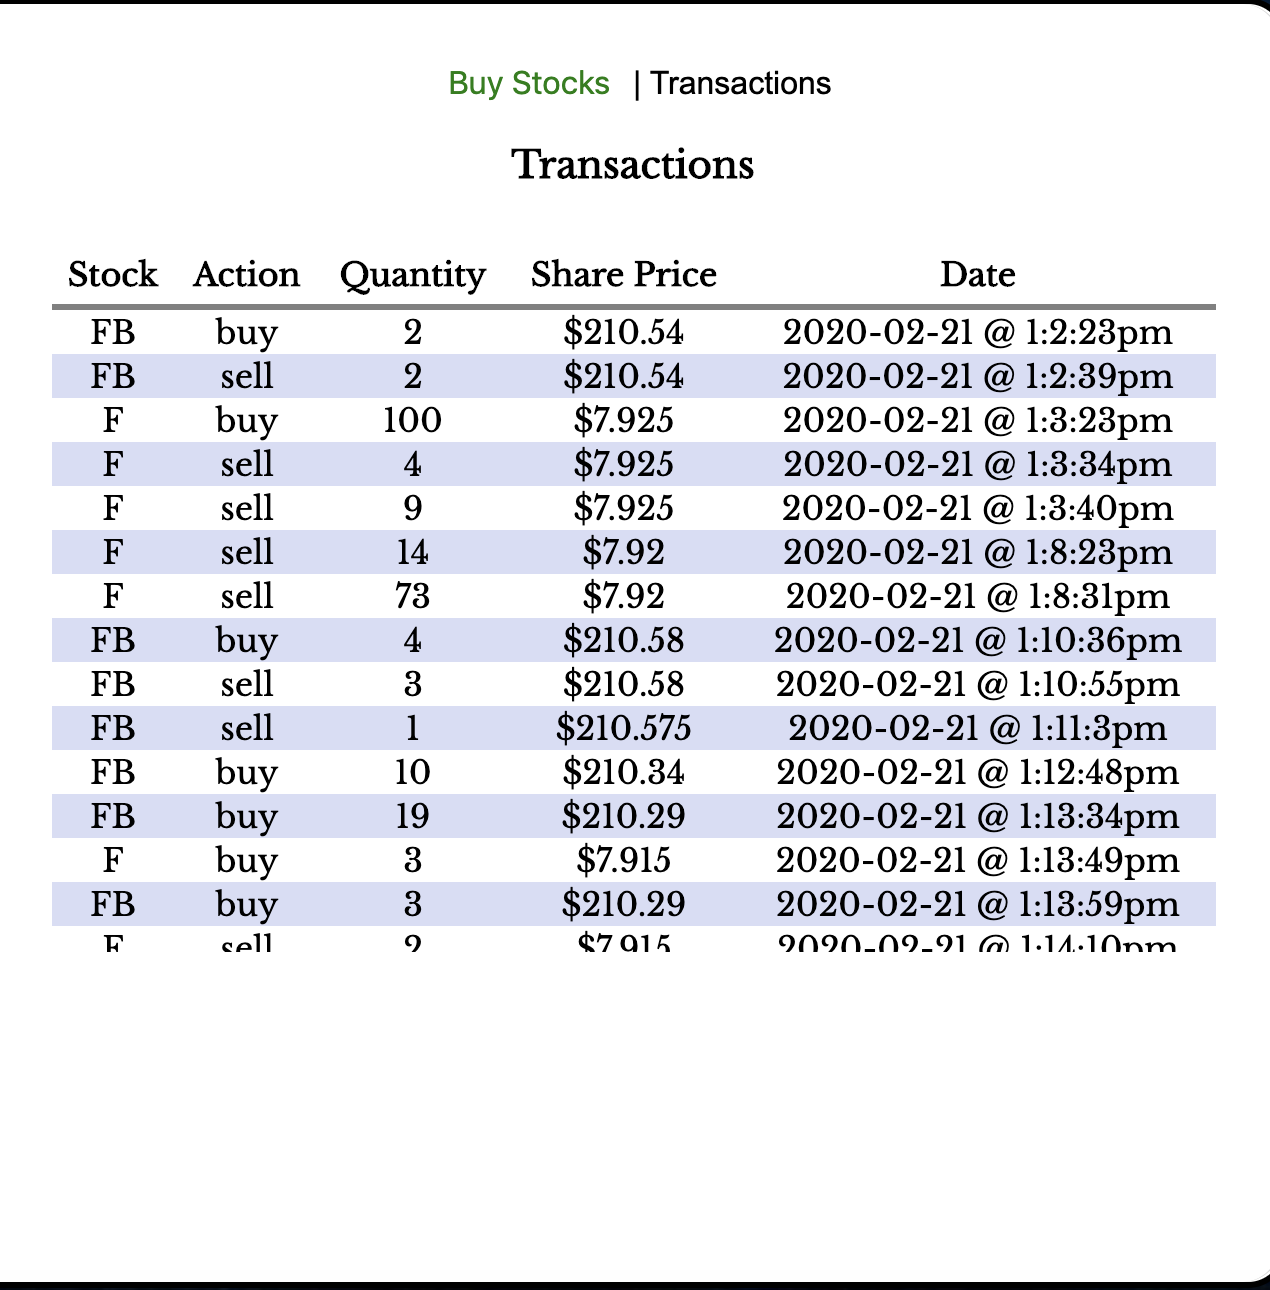 Buy Stocks | Transactions
Transactions
Stock Action Quantity Share Price Date
FB buy 2 $210.54 2020-02-21 @ 1:2:23pm
FB sell 2 $210.54 2020-02-21 @ 1:2:39pm
F buy 100 $7.925 2020-02-21 @ 1:3:23pm
F sell 4 $7.925 2020-02-21 @ 1:3:34pm
F sell 9 $7.925 2020-02-21 @ 1:3:40pm
F sell 14 $7.92 2020-02-21 @ 1:8:23pm
F sell 73 $7.92 2020-02-21 @ 1:8:31pm
FB buy 4 $210.58 2020-02-21 @ 1:10:36pm
FB sell 3 $210.58 2020-02-21 @ 1:10:55pm
FB sell 1 $210.575 2020-02-21 @ 1:11:3pm
FB buy 10 $210.34 2020-02-21 @ 1:12:48pm
FB buy 19 $210.29 2020-02-21 @ 1:13:34pm
F buy 3 $7.915 2020-02-21 @ 1:13:49pm
FB buy 3 $210.29 2020-02-21 @ 1:13:59pm
F sell 2 $7.915 2020-02-21 @ 1:14:10pm